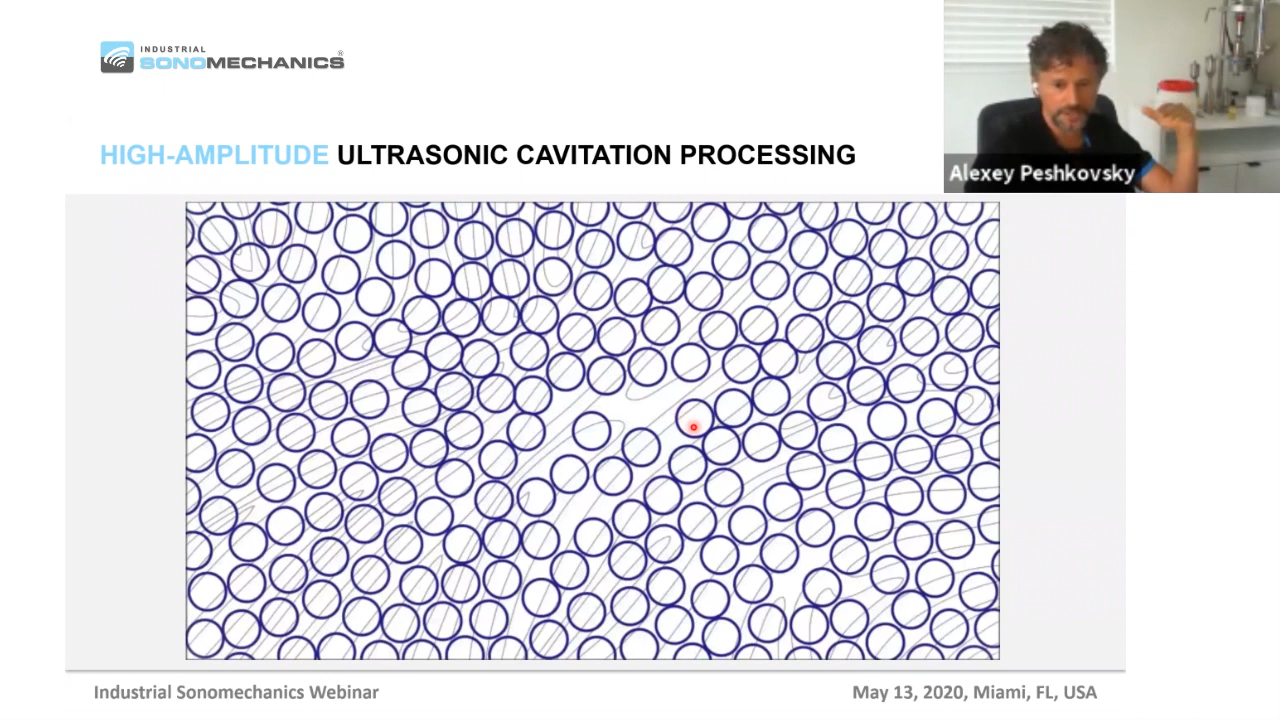 INDUSTRIAL
SONOMECHANICS®
HIGH-AMPLITUDE ULTRASONIC CAVITATION PROCESSING
Alexey Peshkovsky
Industrial Sonomechanics Webinar
May 13, 2020, Miami, FL, USA